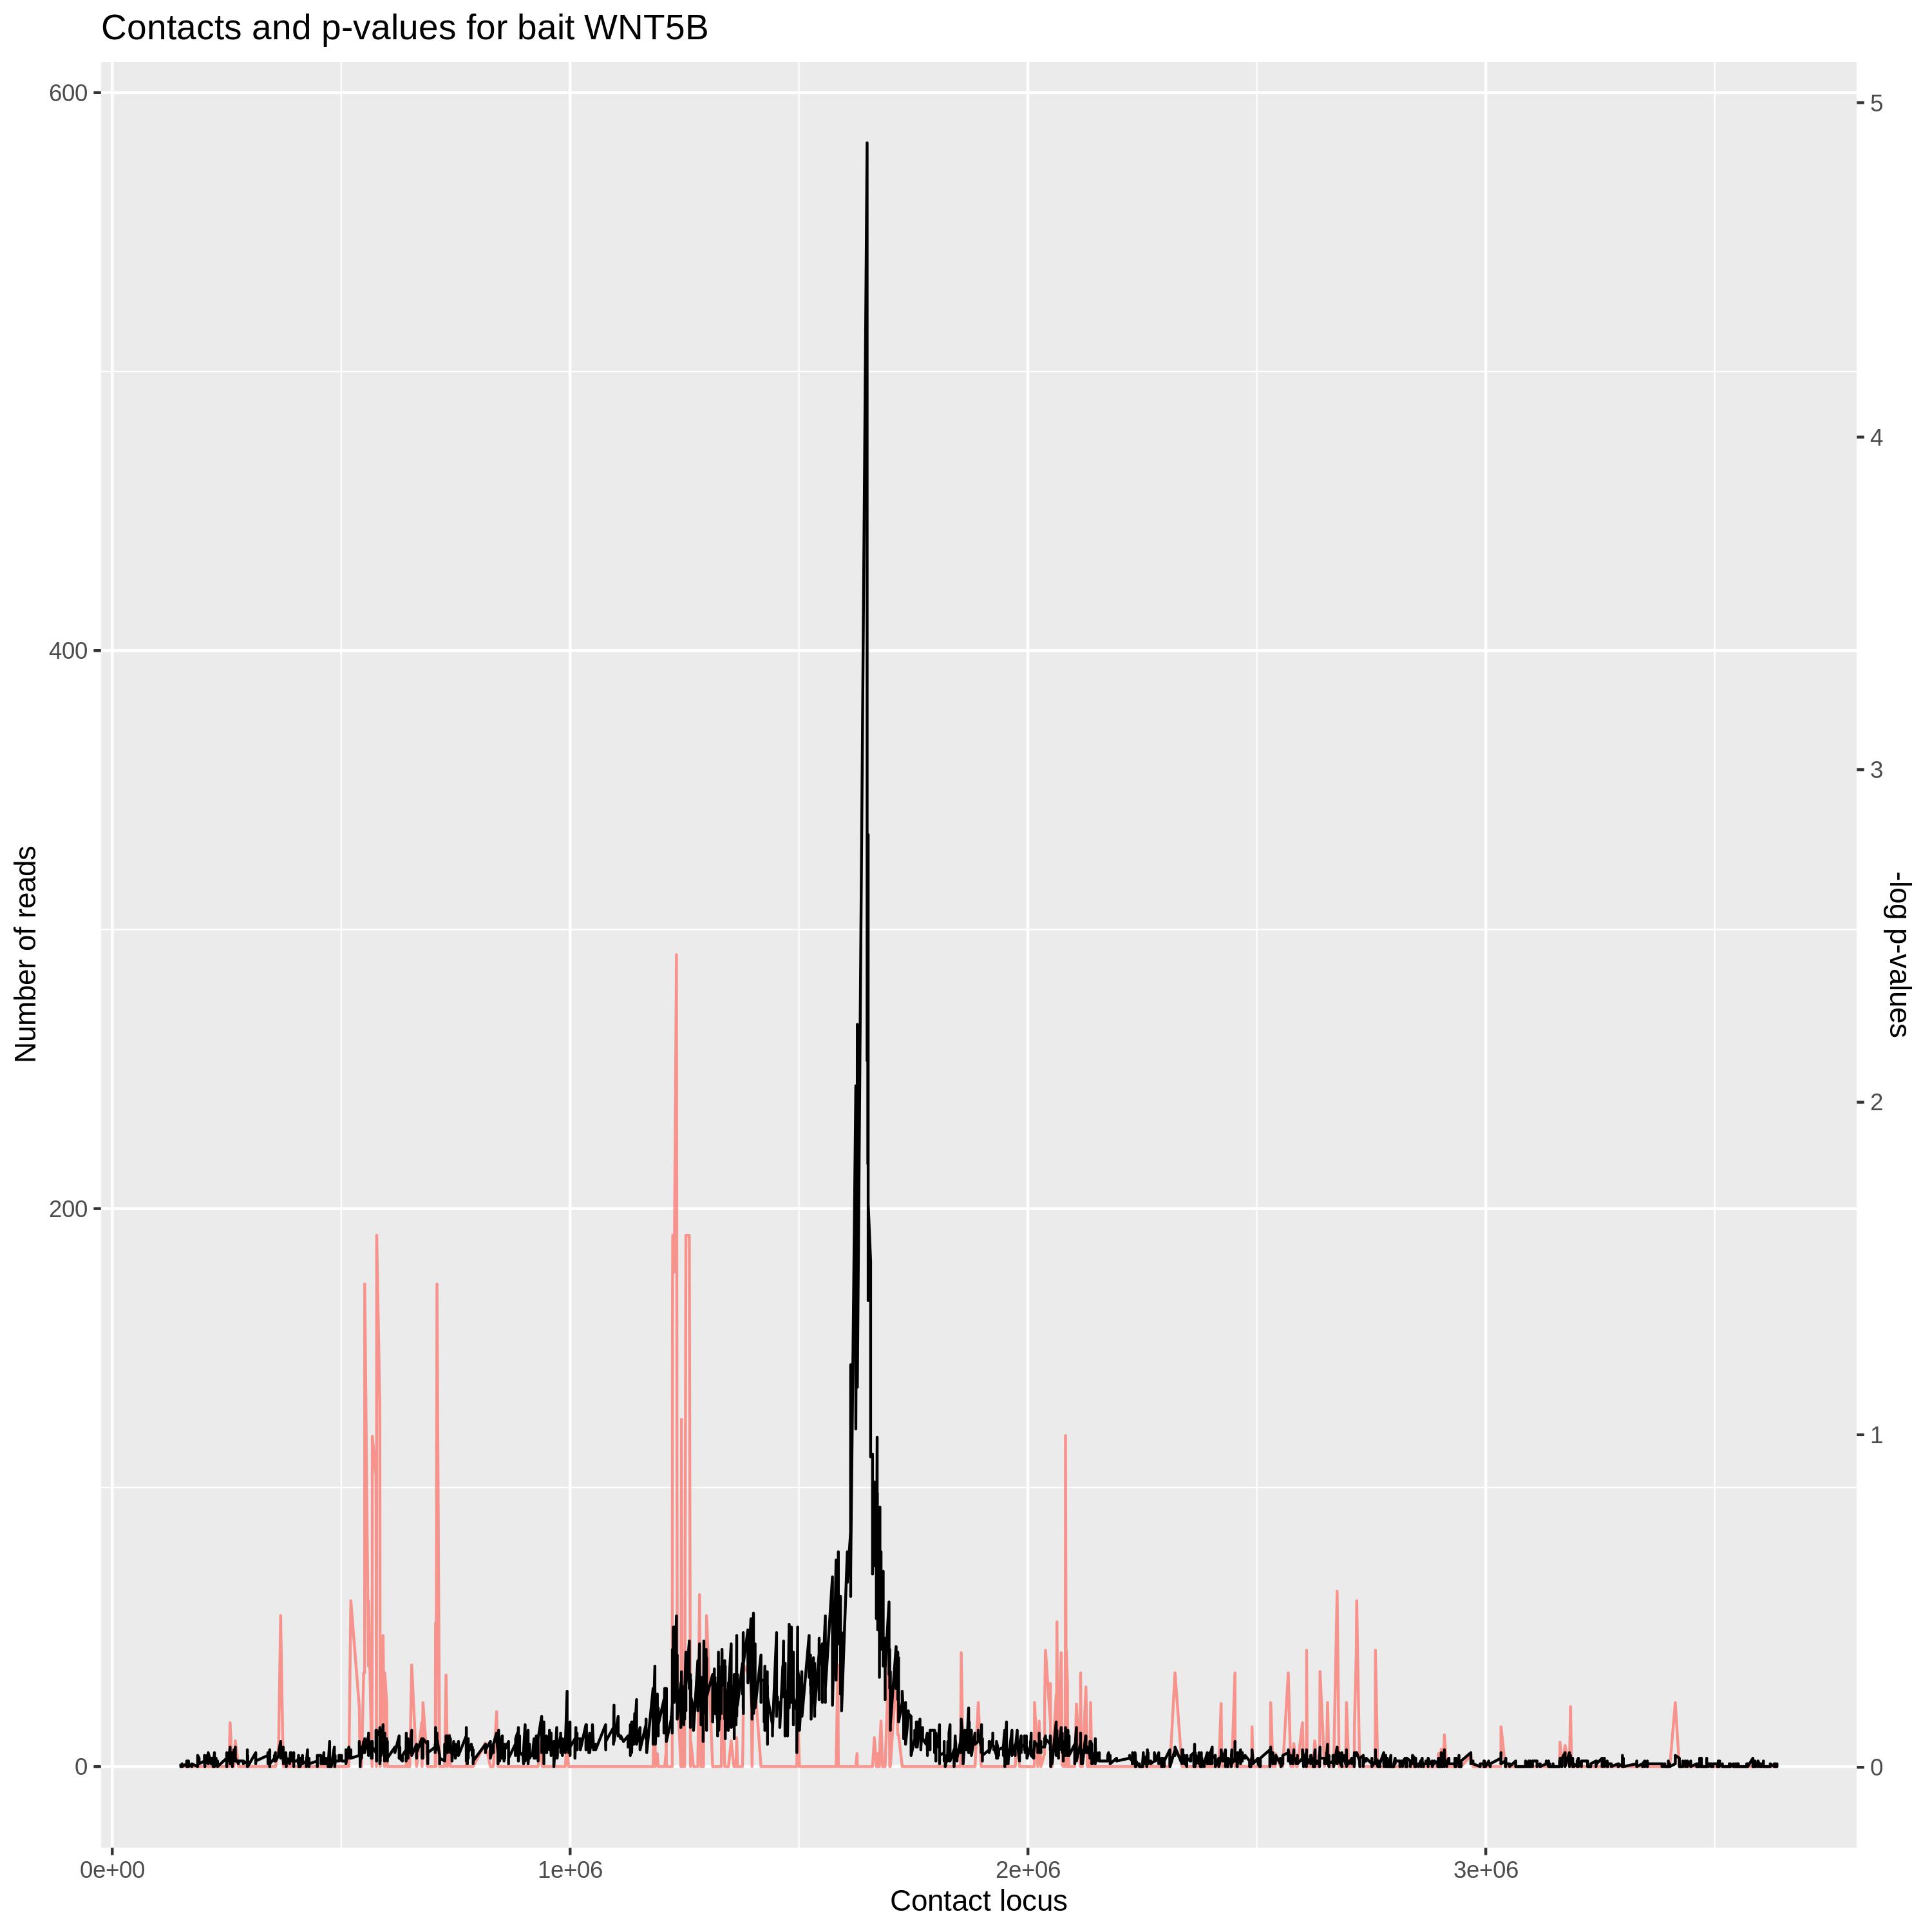 Contacts and p-values for bait WNT5B
600
400
200
0
Number of reads
5
4
3
2
1
0
-log p-values
0e+00 1e+06 2e+06 3e+06
Contact locus